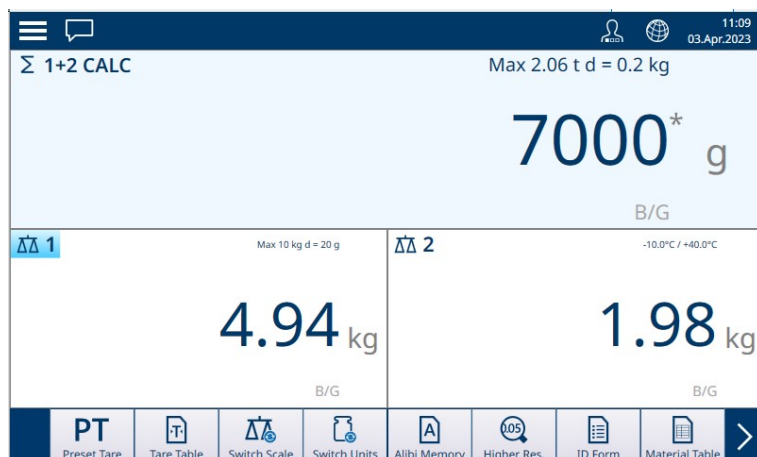 11:09
03.Apr.2023
Σ 1+2 CALC
Max 2.06 t d = 0.2 kg
7000* g
B/G
1
Max 10 kg d = 20 g
4.94 kg
B/G
2
-10.0°C / +40.0°C
1.98 kg
B/G
PT
Preset Tare
T
Tare Table
Switch Scale
Switch Units
A
Alibi Memory
0.05
Higher Res.
ID Form
Material Table